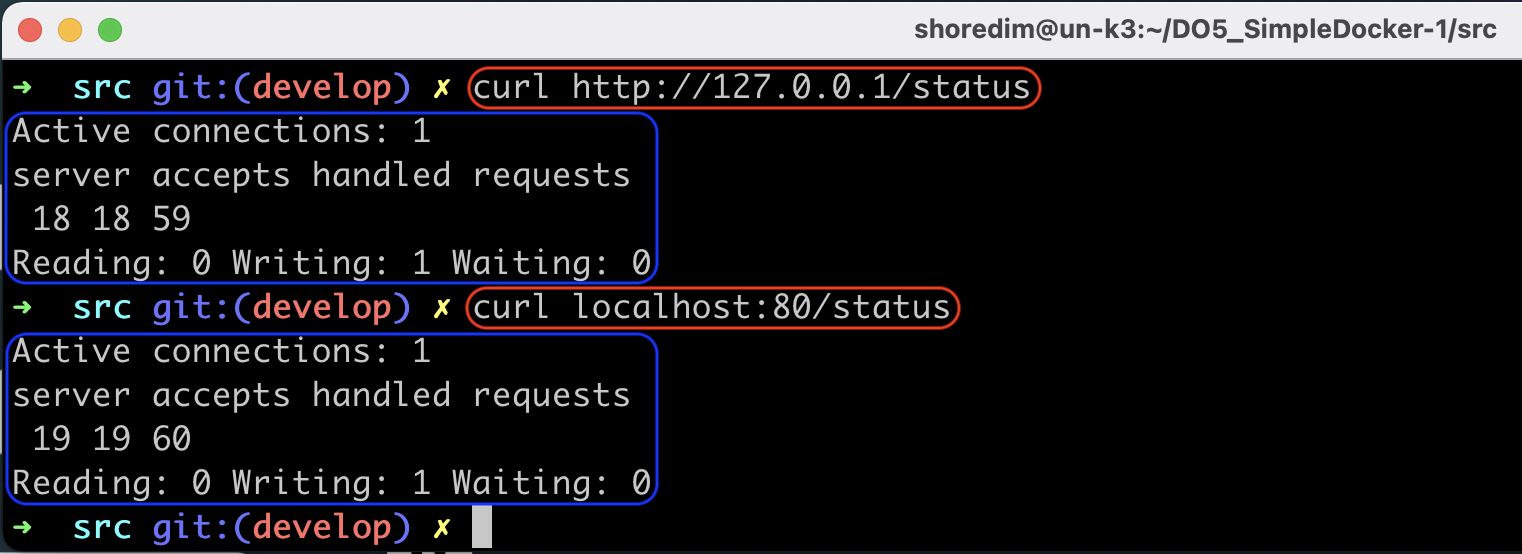 shoredim@un-k3:~/DO5_SimpleDocker-1/src
➜  src git:(develop) ✗ curl http://127.0.0.1/status
Active connections: 1
server accepts handled requests
 18 18 59
Reading: 0 Writing: 1 Waiting: 0
➜  src git:(develop) ✗ curl localhost:80/status
Active connections: 1
server accepts handled requests
 19 19 60
Reading: 0 Writing: 1 Waiting: 0
➜  src git:(develop) ✗